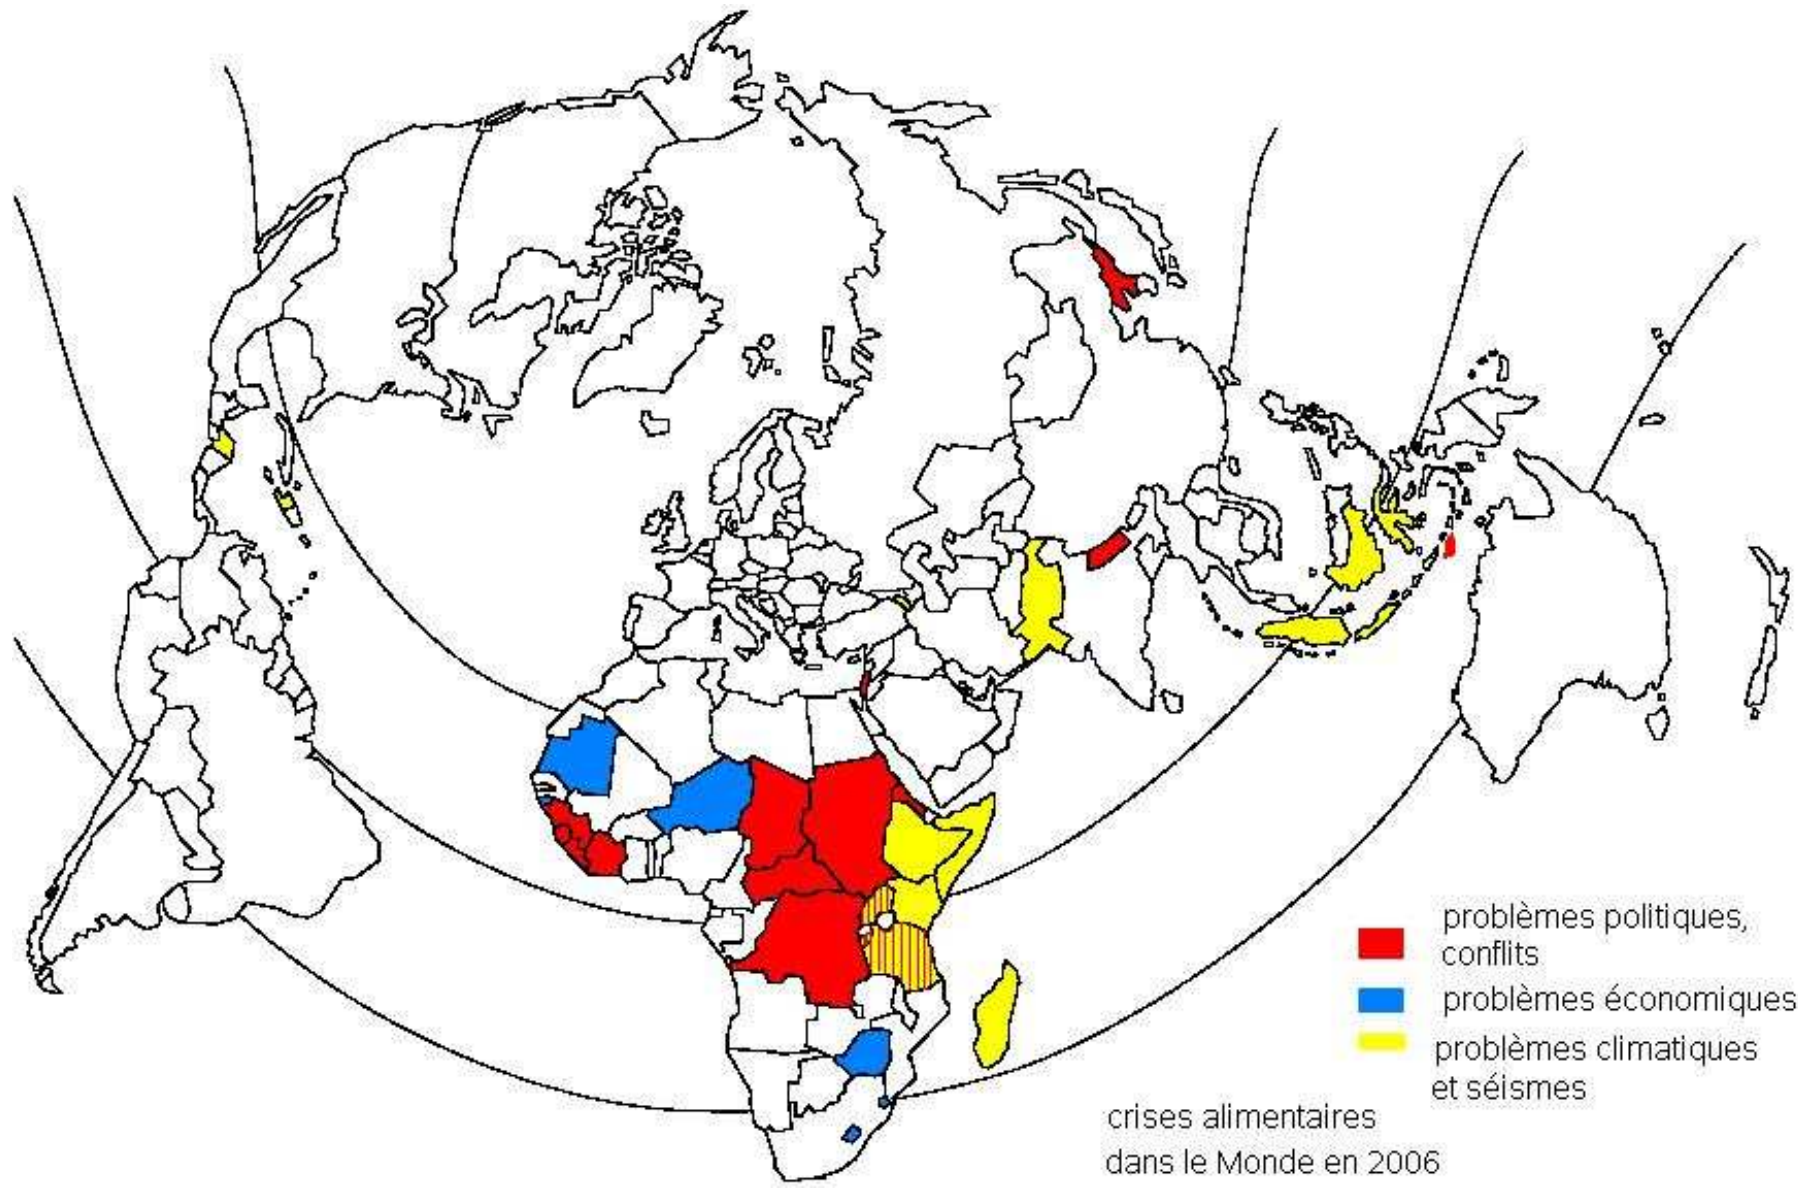 problèmes politiques,
conflits
problèmes économiques
problèmes climatiques
et séismes
crises alimentaires
dans le Monde en 2006